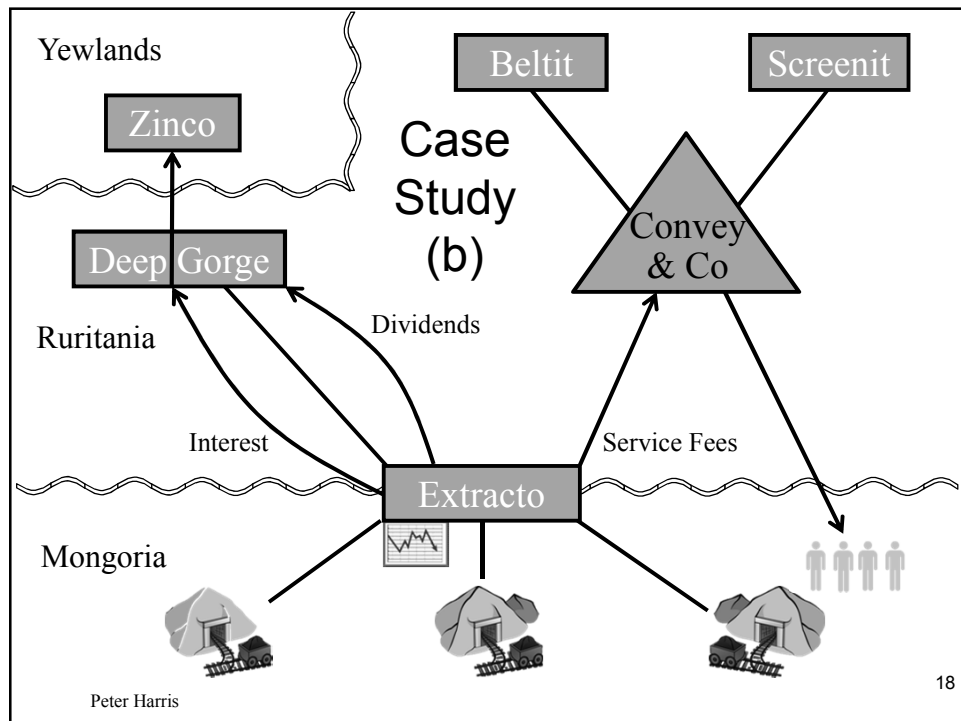 Yewlands
Beltit
Screenit
Zinco
Case
Study
(b)
Convey
& Co
Deep Gorge
Dividends
Ruritania
Interest
Service Fees
Extracto
Mongoria
Peter Harris
18